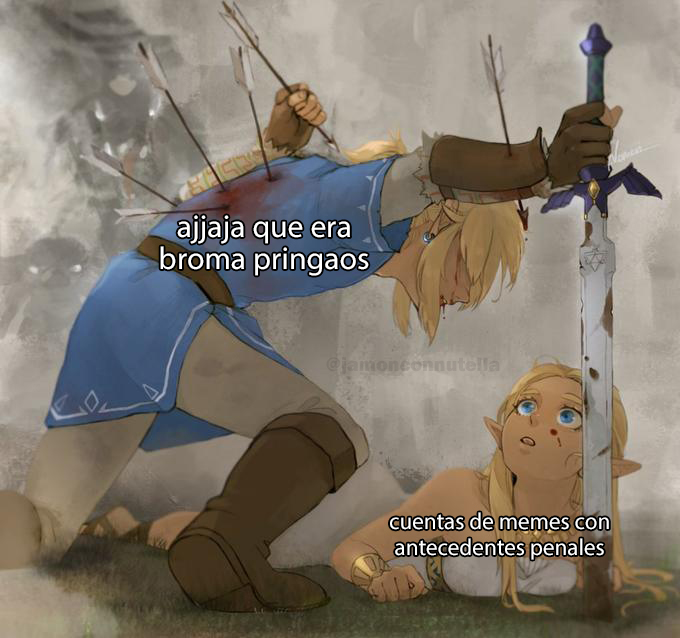 ajjaja que era
broma pringaos
@jamonconnutella
cuentas de memes con
antecedentes penales